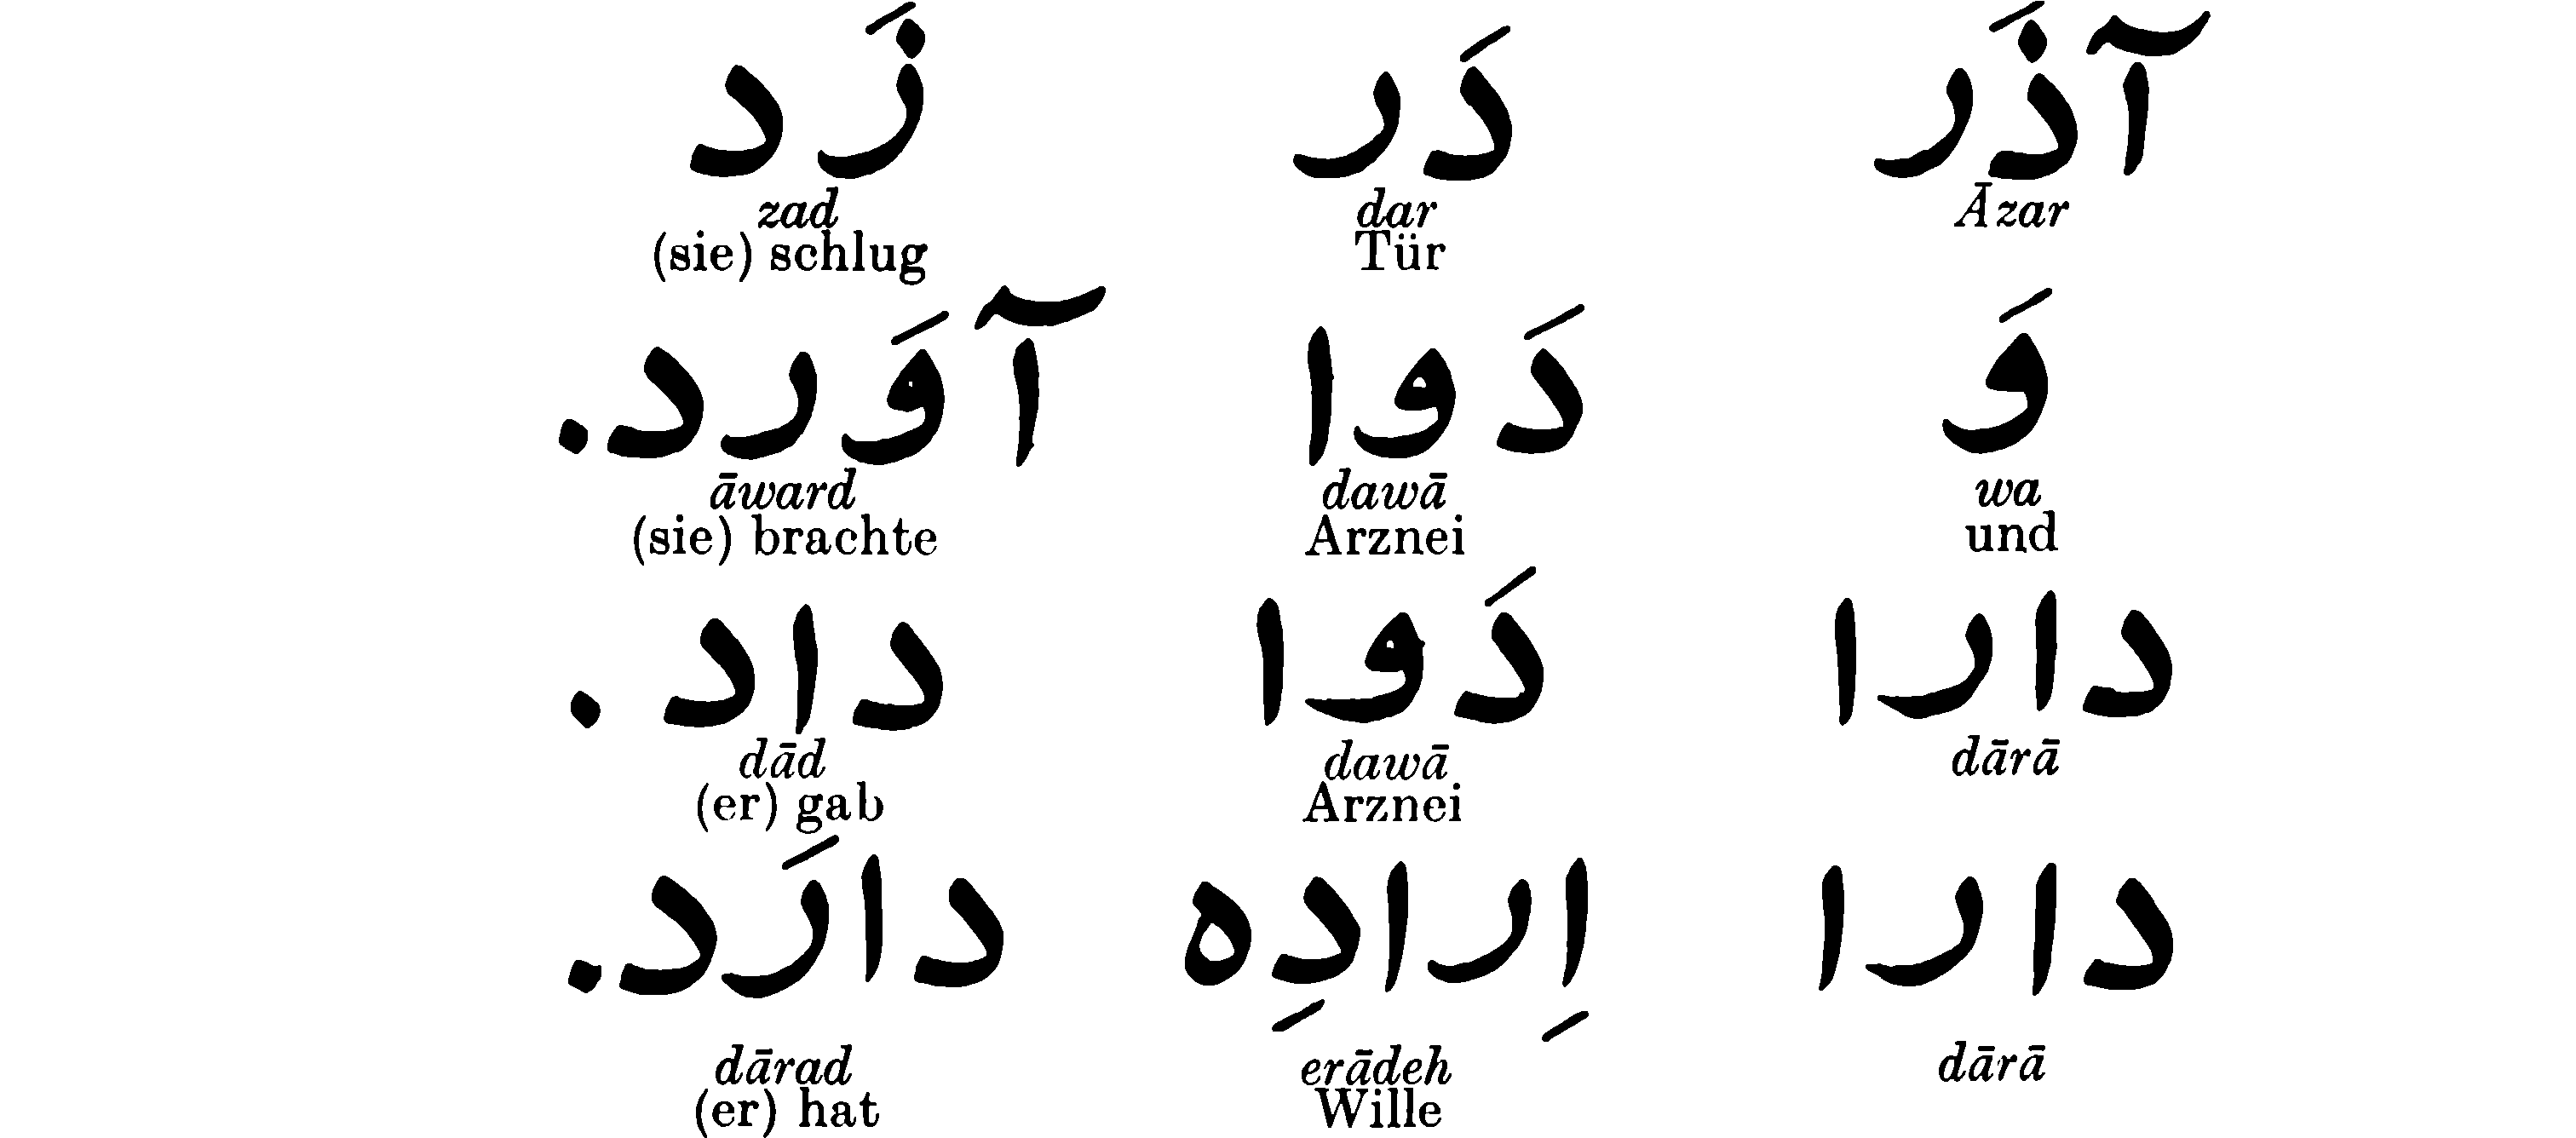 آذَر دَر زَد
Āzar dar zad
Tür (sie) schlug
وَ دَوا آوَرد.
wa dawā āward
und Arznei (sie) brachte
دارا دَوا داد.
dārā dawā dād
Arznei (er) gab
دارا اِرادِه دارَد.
dārā erādeh dārad
Wille (er) hat